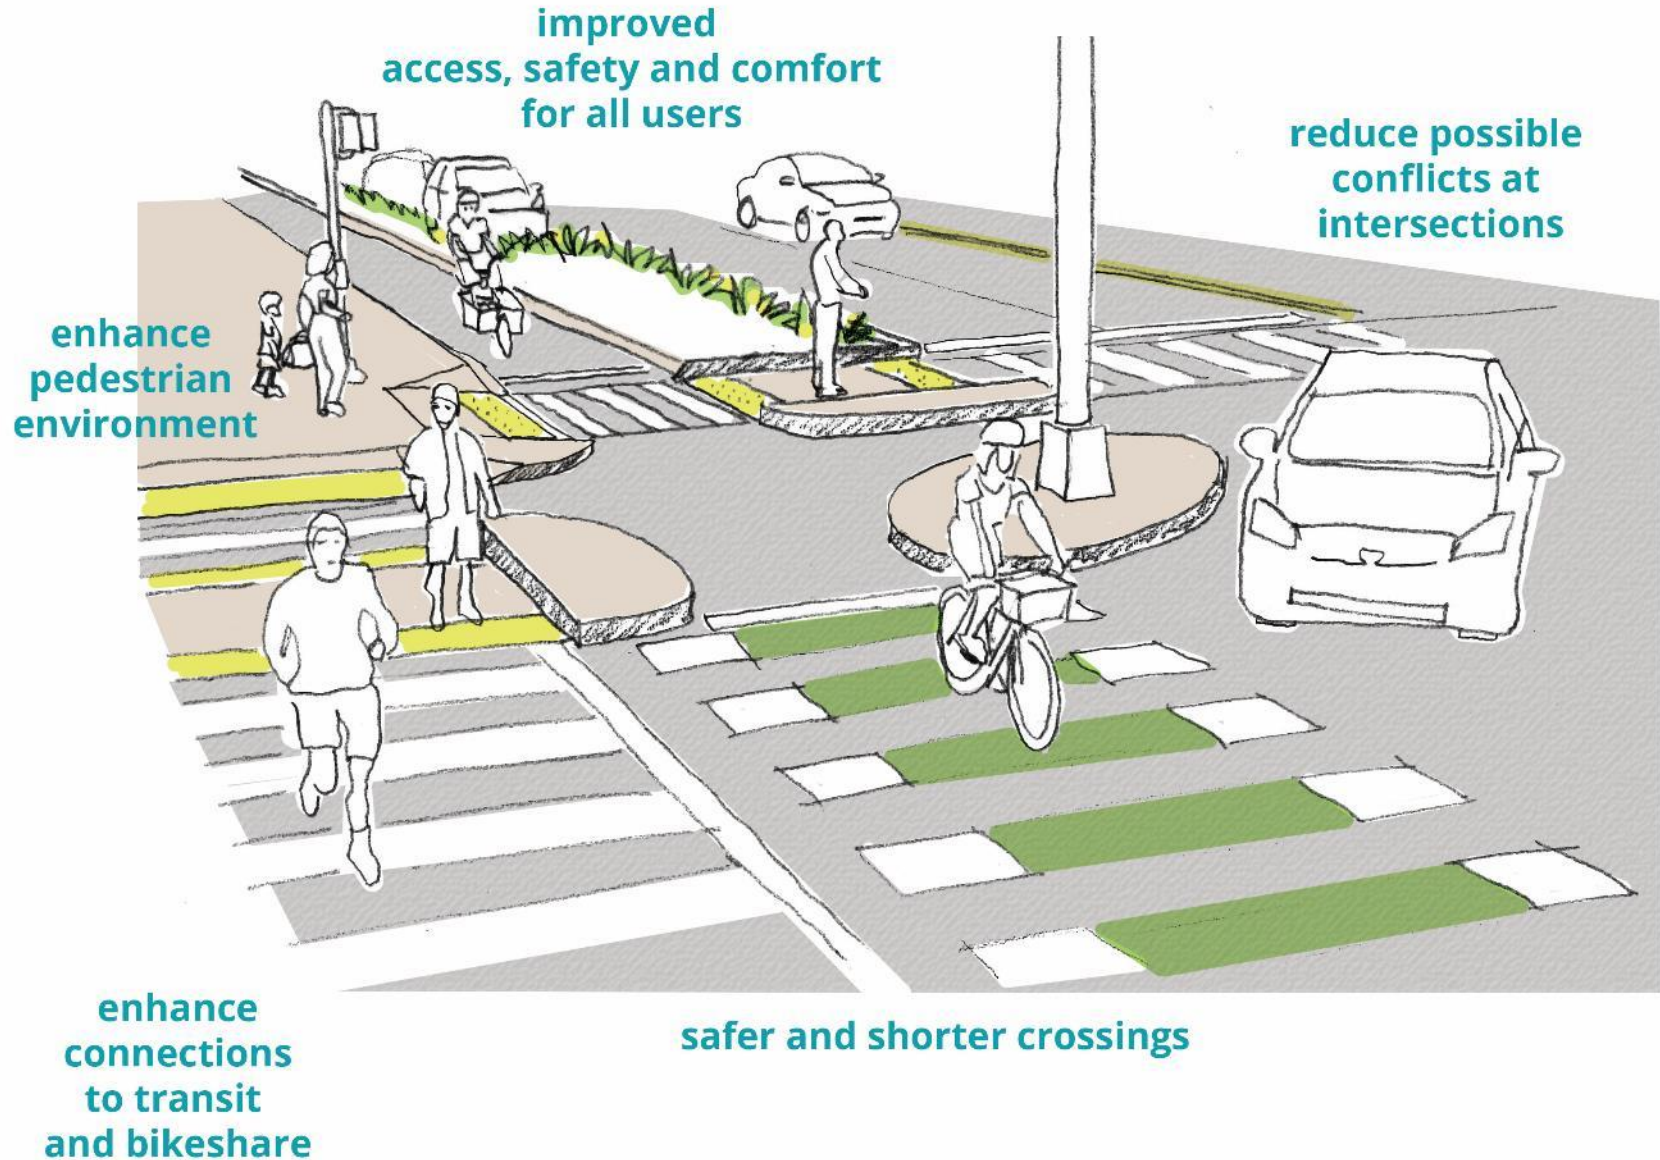 improved
access, safety and comfort
for all users
reduce possible
conflicts at
intersections
enhance
pedestrian
environment
enhance
connections
to transit
and bikeshare
safer and shorter crossings